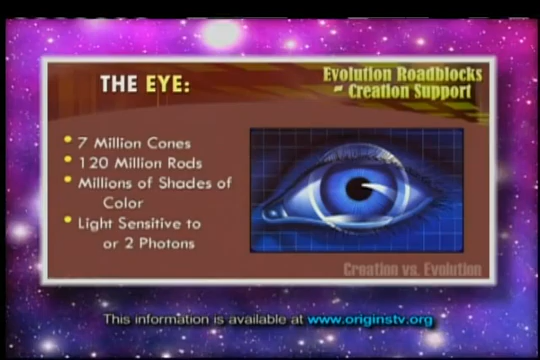 THE EYE:
Evolution Roadblocks
~ Creation Support
• 7 Million Cones
• 120 Million Rods
• Millions of Shades of
Color
• Light Sensitive to
or 2 Photons
Creation vs. Evolution
This information is available at www.originstv.org